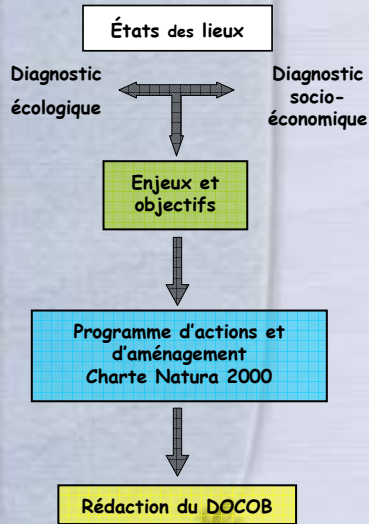 États des lieux
Diagnostic
écologique
Diagnostic
socio-
économique
Enjeux et
objectifs
Programme d'actions et
d'aménagement
Charte Natura 2000
Rédaction du DOCOB